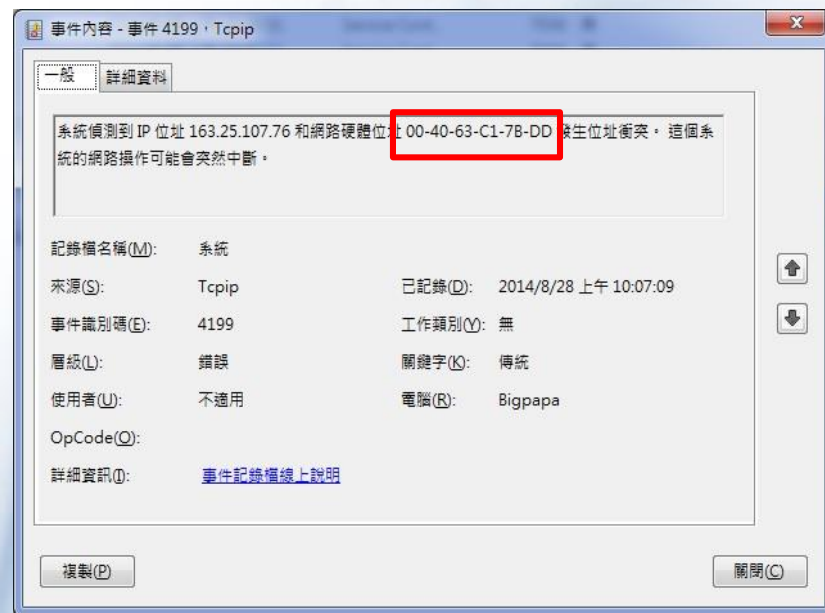 事件內容 - 事件 4199，Tcpip
一般
詳細資料
系統偵測到 IP 位址 163.25.107.76 和網路硬體位址 00-40-63-C1-7B-DD 發生位址衝突。 這個系
統的網路操作可能會突然中斷。
記錄檔名稱(M): 系統
來源(S): Tcpip 已記錄(D): 2014/8/28 上午 10:07:09
事件識別碼(E): 4199 工作類別(Y): 無
層級(L): 錯誤 關鍵字(K): 傳統
使用者(U): 不適用 電腦(R): Bigpapa
OpCode(O):
詳細資訊(I): 事件記錄檔線上說明
複製(P) 關閉(C)